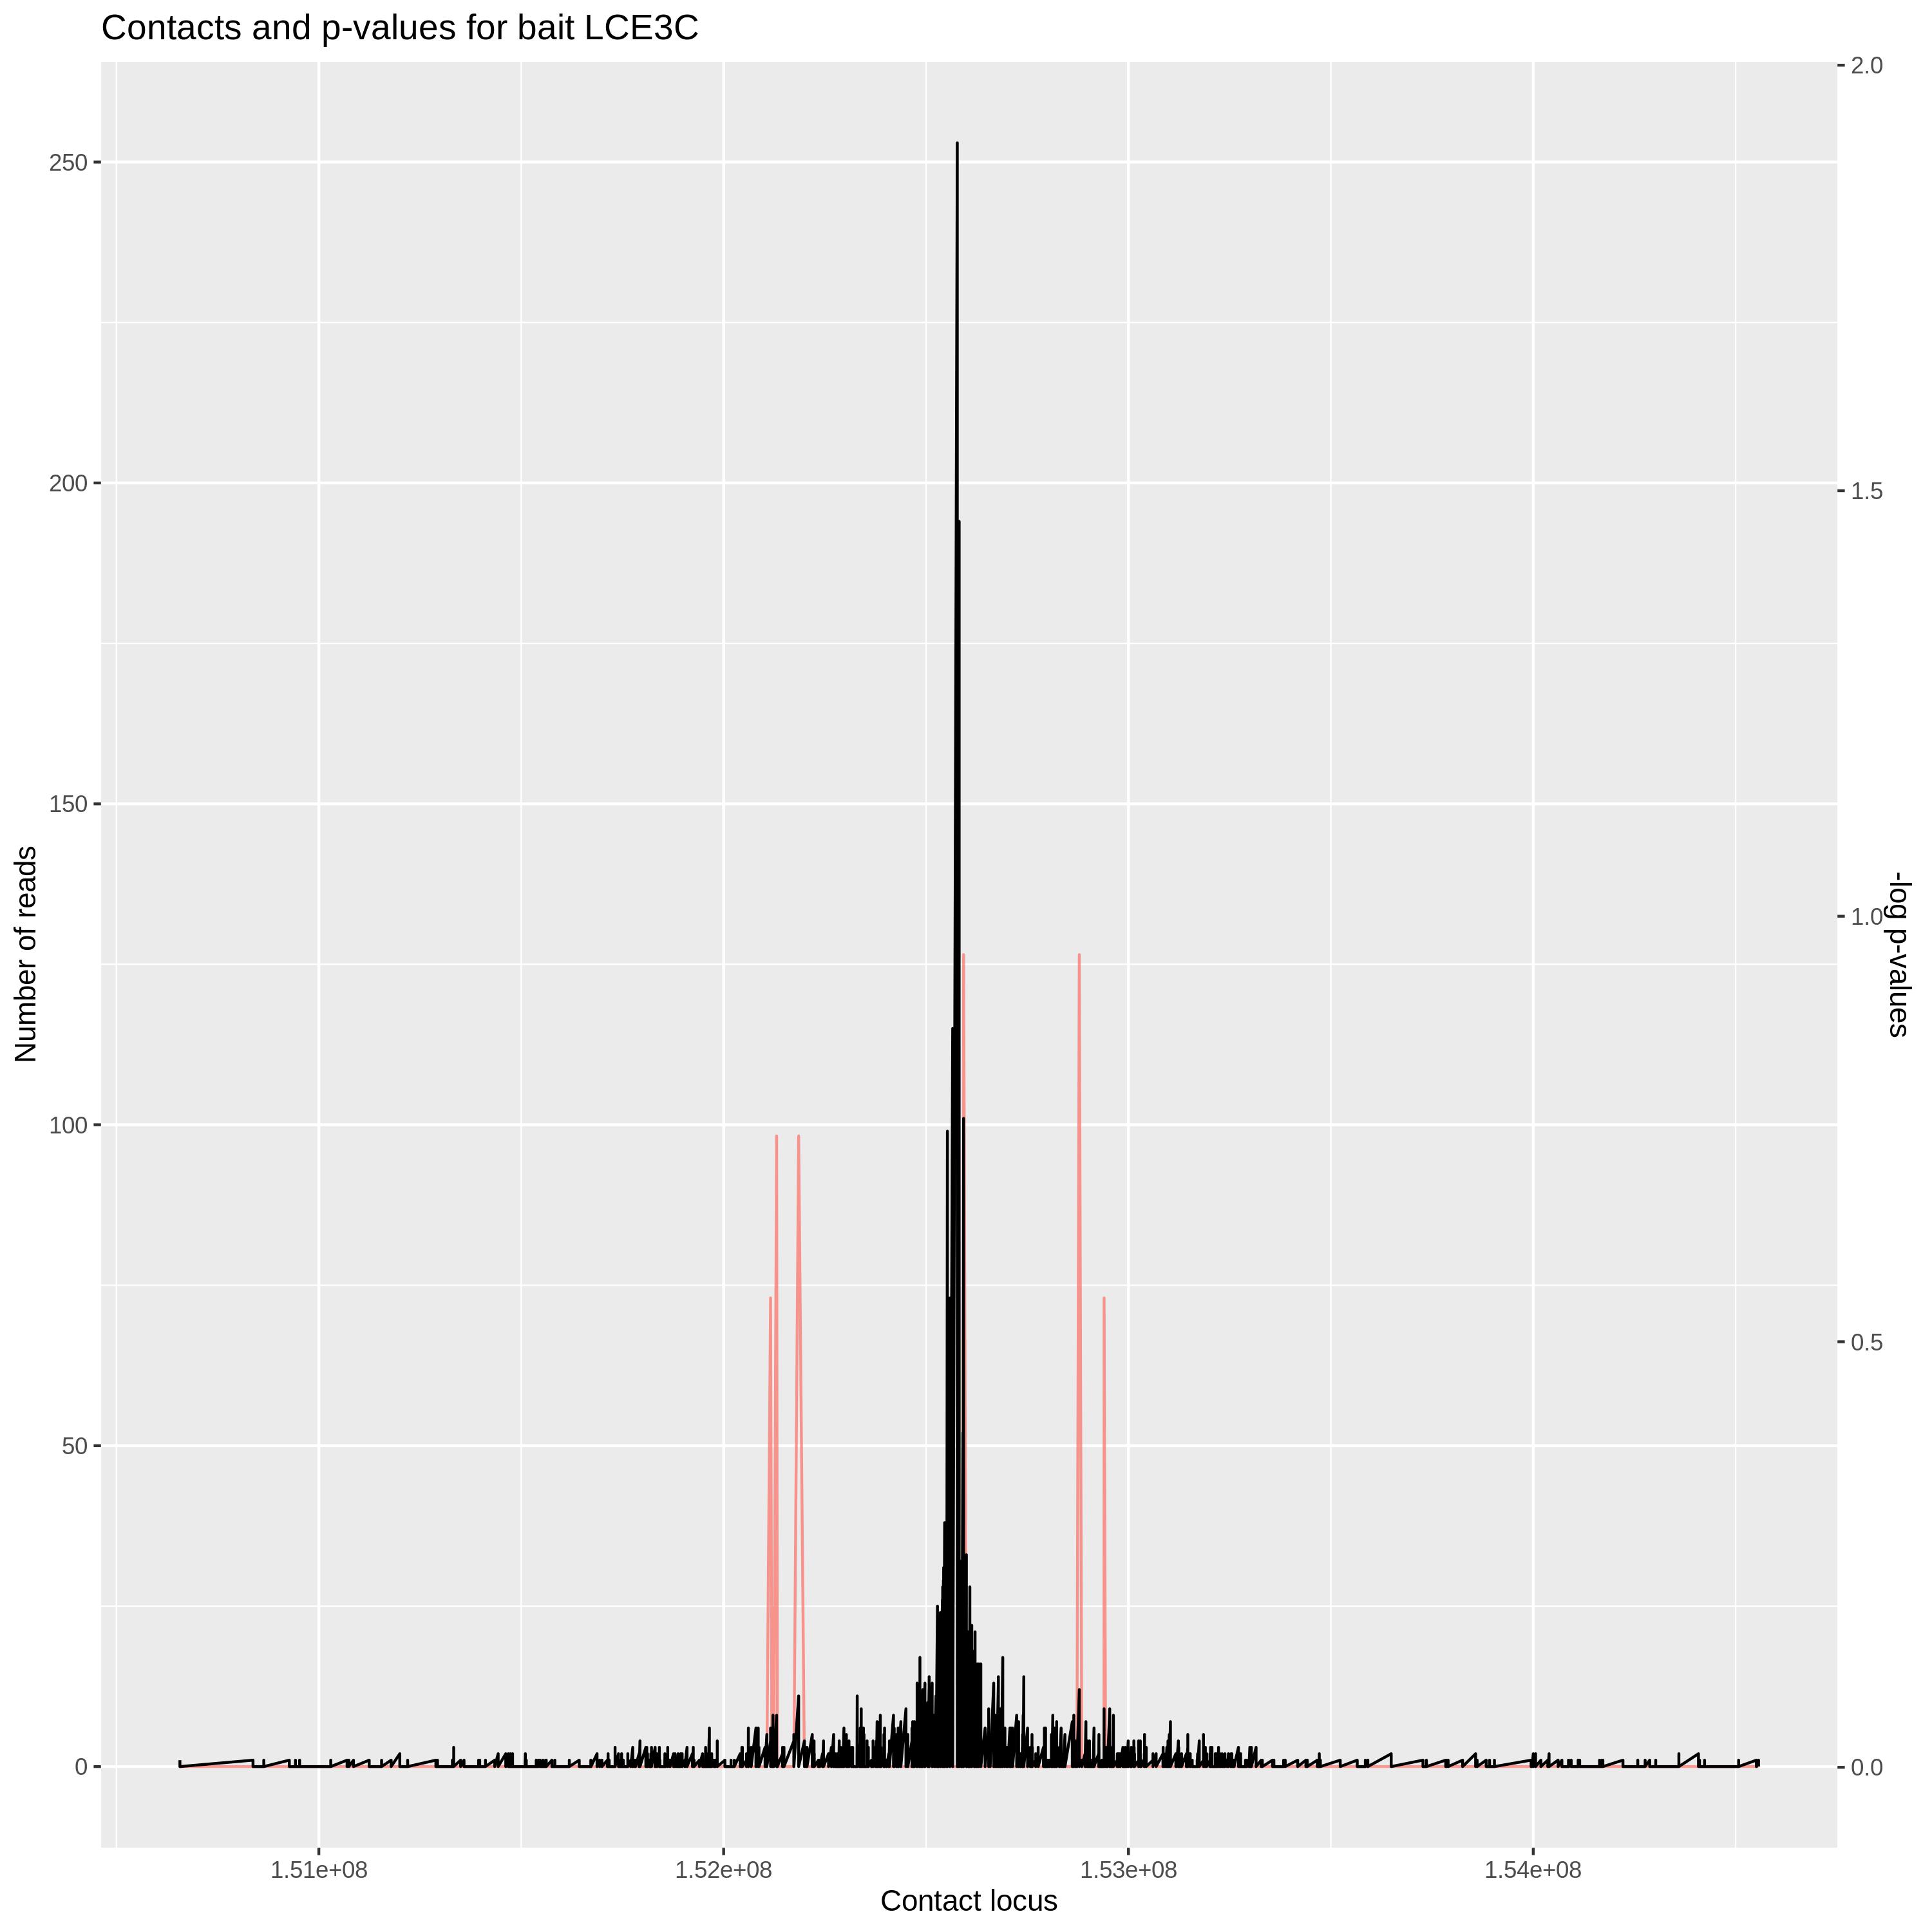 Contacts and p-values for bait LCE3C
Number of reads
250
200
150
100
50
0
2.0
1.5
1.0
0.5
0.0
-log p-values
1.51e+08
1.52e+08
1.53e+08
1.54e+08
Contact locus